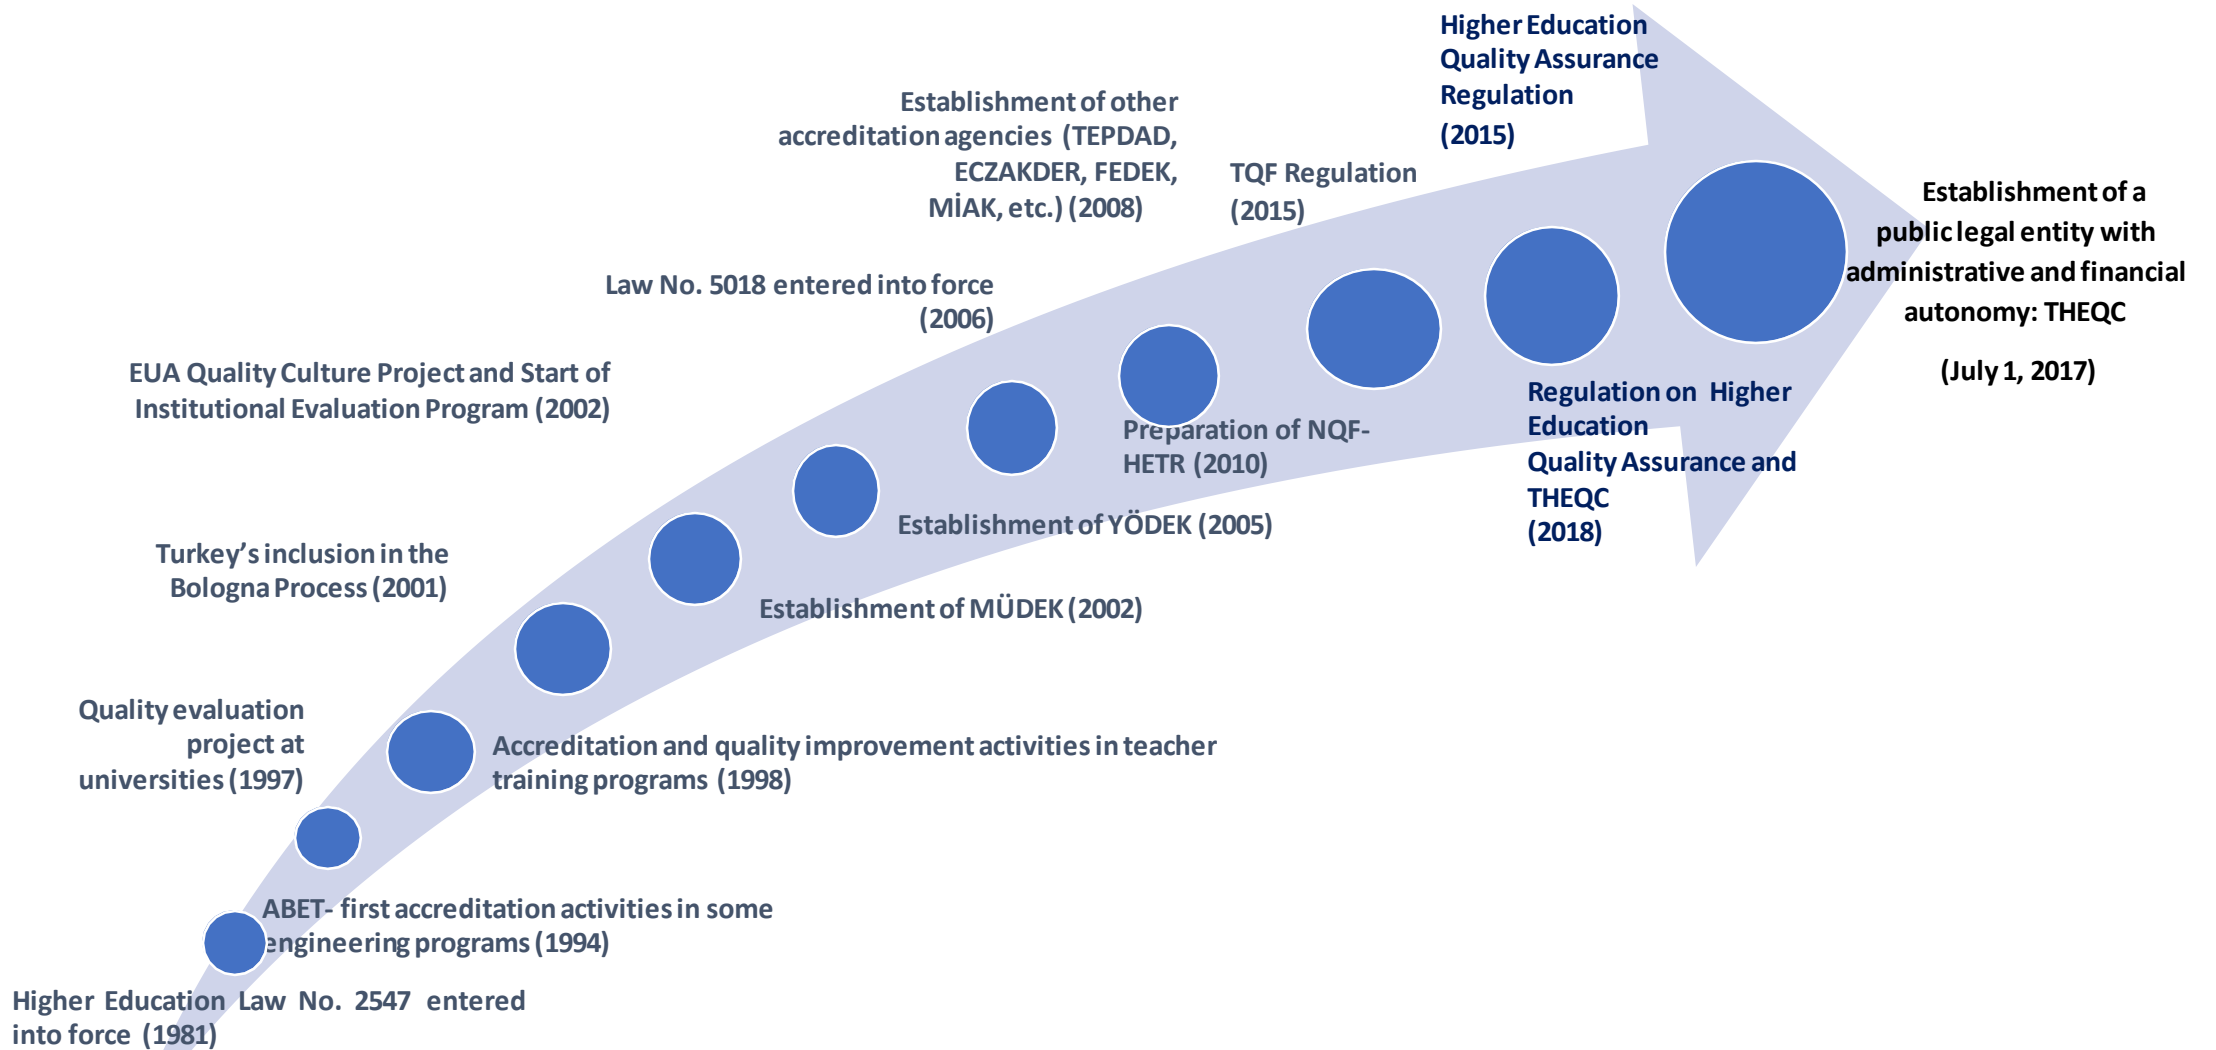 Higher Education
Quality Assurance
Regulation
(2015)
Establishment of other
accreditation agencies (TEPDAD,
ECZAKDER, FEDEK,
MİAK, etc.) (2008)
TQF Regulation
(2015)
Establishment of a
public legal entity with
administrative and financial
autonomy: THEQC
(July 1, 2017)
Law No. 5018 entered into force
(2006)
EUA Quality Culture Project and Start of
Institutional Evaluation Program (2002)
Regulation on Higher
Education
Quality Assurance and
THEQC
(2018)
Preparation of NQF-
HETR (2010)
Establishment of YÖDEK (2005)
Turkey’s inclusion in the
Bologna Process (2001)
Establishment of MÜDEK (2002)
Quality evaluation
project at
universities (1997)
Accreditation and quality improvement activities in teacher
training programs (1998)
ABET- first accreditation activities in some
engineering programs (1994)
Higher Education Law No. 2547 entered
into force (1981)